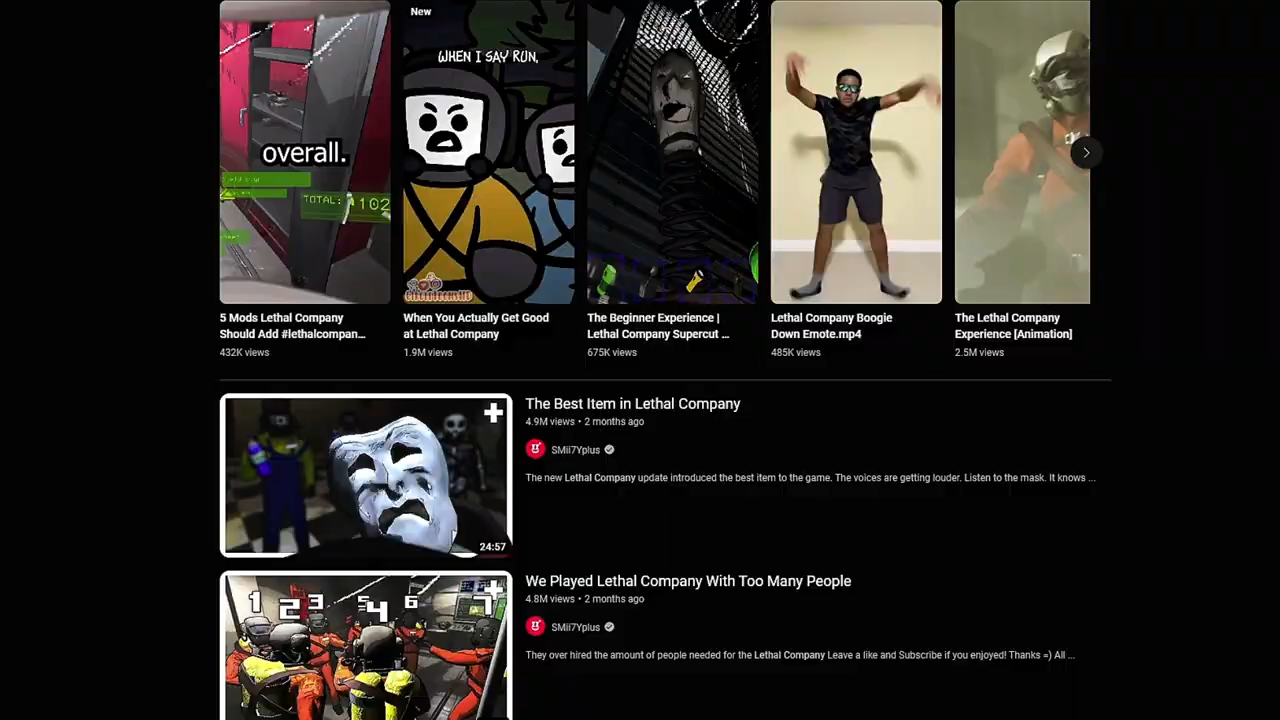 New
WHEN I SAY RUN,
overall.
TOTAL: 102
5 Mods Lethal Company
Should Add #lethalcompan...
432K views
When You Actually Get Good
at Lethal Company
1.9M views
The Beginner Experience |
Lethal Company Supercut ...
675K views
Lethal Company Boogie
Down Emote.mp4
485K views
The Lethal Company
Experience [Animation]
2.5M views
24:57
The Best Item in Lethal Company
4.9M views • 2 months ago
SMii7Yplus
The new Lethal Company update introduced the best item to the game. The voices are getting louder. Listen to the mask. It knows ...
1 2 3 5 4 6 7
We Played Lethal Company With Too Many People
4.8M views • 2 months ago
SMii7Yplus
They over hired the amount of people needed for the Lethal Company Leave a like and Subscribe if you enjoyed! Thanks =) All ...